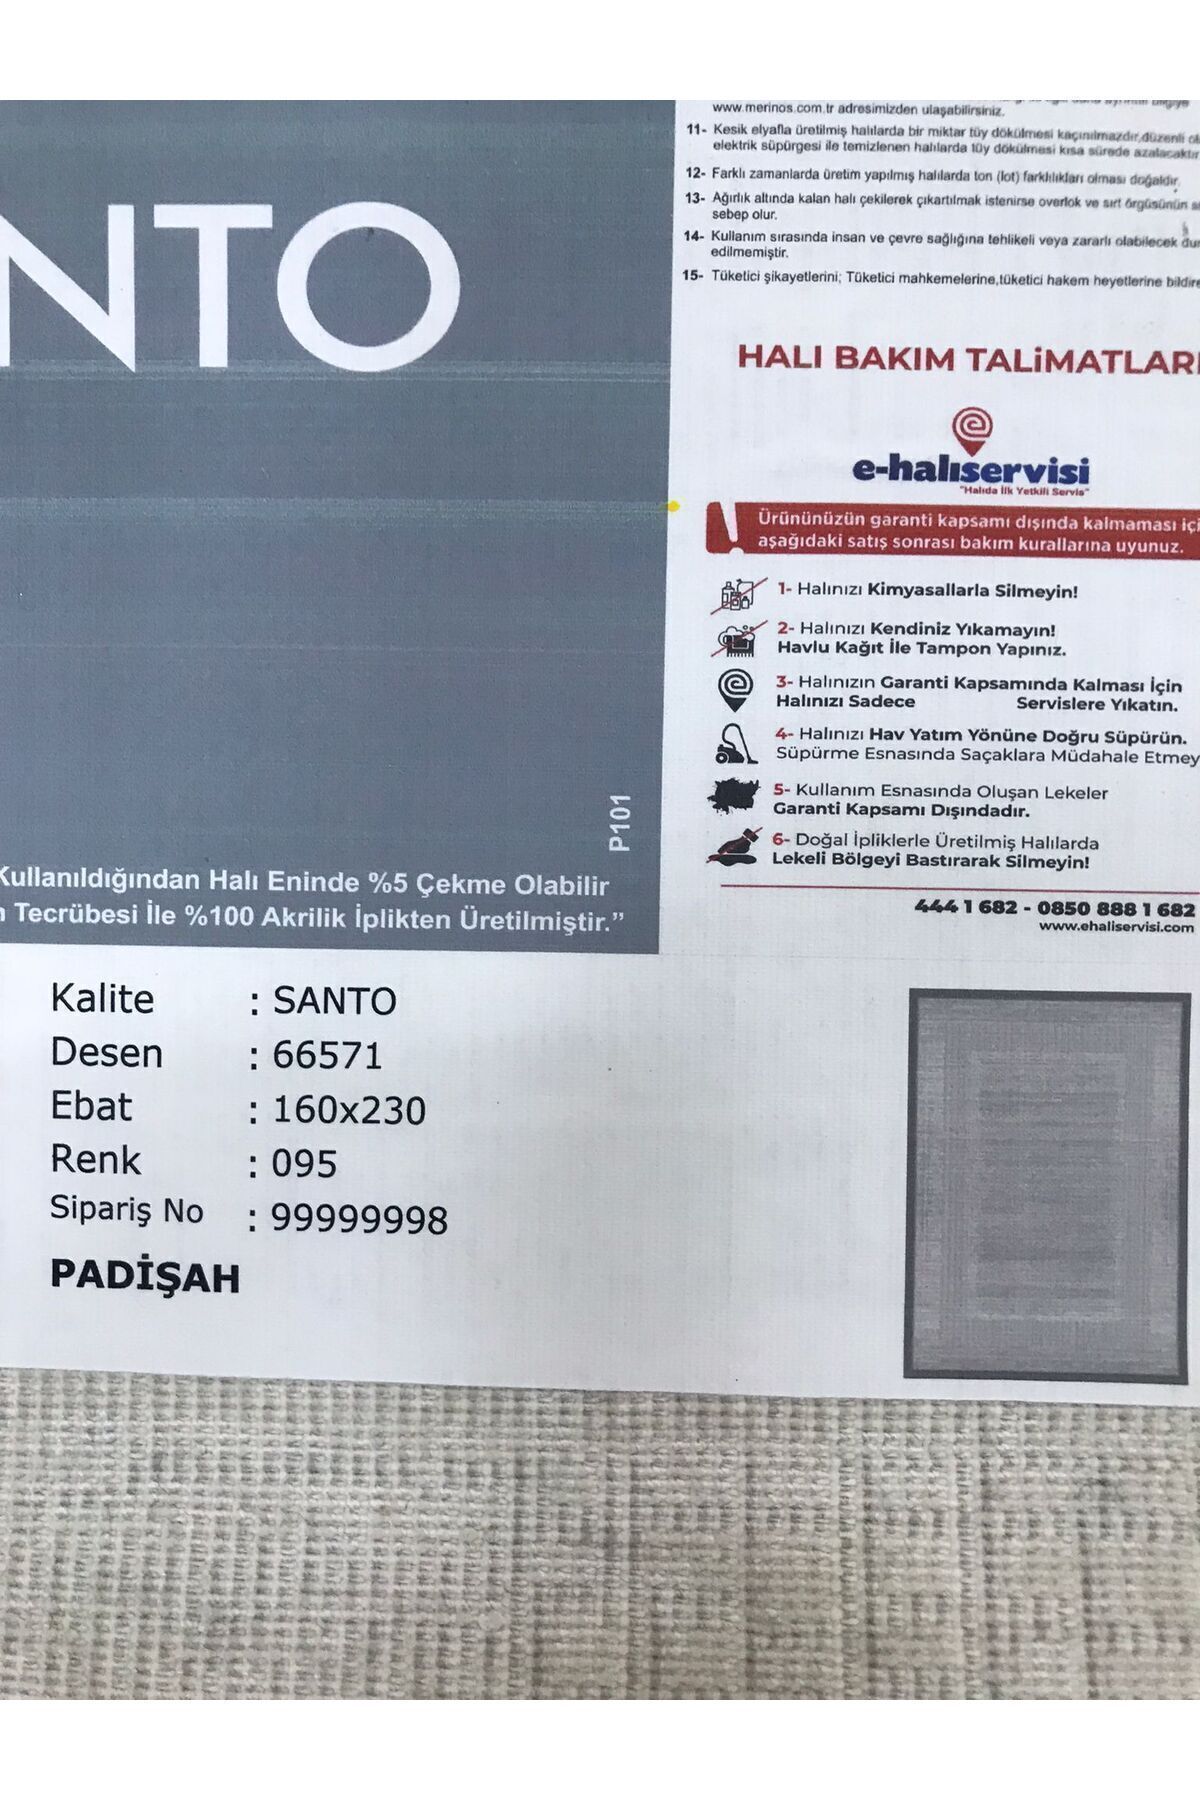 NTO
P101
Kullanıldığından Halı Eninde %5 Çekme Olabilir
Tecrübesi İle %100 Akrilik İplikten Üretilmiştir.”
www.merinos.com.tr adresimizden ulaşabilirsiniz.
11- Kesik elyafla üretilmiş halılarda bir miktar tüy dökülmesi kaçınılmazdır,düzenli
elektrik süpürgesi ile temizlenen halılarda tüy dökülmesi kısa sürede azalacaktır
12- Farklı zamanlarda üretim yapılmış halılarda ton (lot) farklılıkları olması doğaldır.
13- Ağırlık altında kalan halı çekilerek çıkartılmak istenirse overlok ve sırt örgüsünün
sebep olur.
14- Kullanım sırasında insan ve çevre sağlığına tehlikeli veya zararlı olabilecek
edilmemiştir.
15- Tüketici şikayetlerini; Tüketici mahkemelerine,tüketici hakem heyetlerine
HALI BAKIM TALİMATLARI
e-halıservisi
"Halıda İlk Yetkili Servis"
Ürününüzün garanti kapsamı dışında kalmaması
aşağıdaki satış sonrası bakım kurallarına uyunuz.
1- Halınızı Kimyasallarla Silmeyin!
2- Halınızı Kendiniz Yıkamayın!
Havlu Kağıt İle Tampon Yapınız.
3- Halınızın Garanti Kapsamında Kalması İçin
Halınızı Sadece Servislere Yıkatın.
4- Halınızı Hav Yatım Yönüne Doğru Süpürün.
Süpürme Esnasında Saçaklara Müdahale Etmey
5- Kullanım Esnasında Oluşan Lekeler
Garanti Kapsamı Dışındadır.
6- Doğal İpliklerle Üretilmiş Halılarda
Lekeli Bölgeyi Bastırarak Silmeyin!
444 1 682 - 0850 888 1 682
www.ehaliservisi.com
Kalite : SANTO
Desen : 66571
Ebat : 160x230
Renk : 095
Sipariş No : 99999998
PADİŞAH